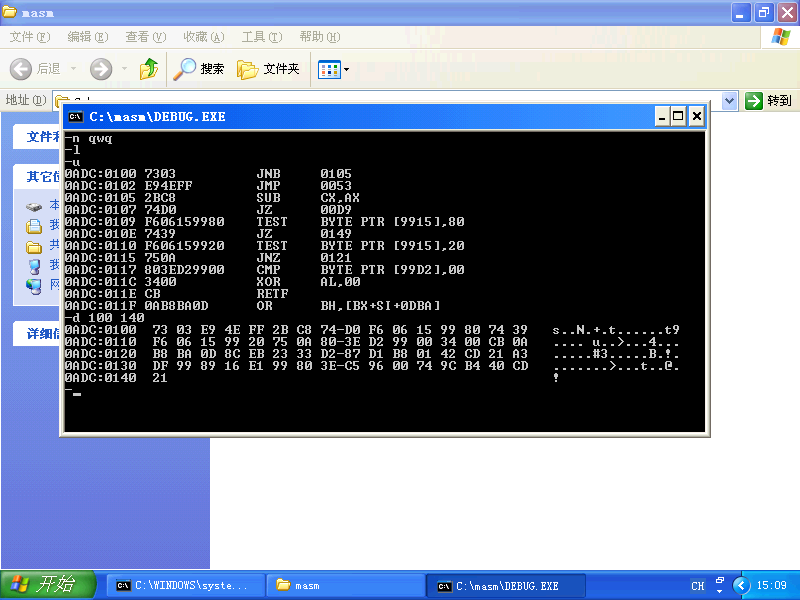 masm
文件(F) 编辑(E) 查看(V) 收藏(A) 工具(T) 帮助(H)
后退 搜索 文件夹
地址(D) 转到
C:\masm\DEBUG.EXE
-n qwq
-l
-u
0ADC:0100 7303 JNB 0105
0ADC:0102 E94EFF JMP 0053
0ADC:0105 2BC8 SUB CX,AX
0ADC:0107 74D0 JZ 00D9
0ADC:0109 F606159980 TEST BYTE PTR [9915],80
0ADC:010E 7439 JZ 0149
0ADC:0110 F606159920 TEST BYTE PTR [9915],20
0ADC:0115 750A JNZ 0121
0ADC:0117 803ED29900 CMP BYTE PTR [99D2],00
0ADC:011C 3400 XOR AL,00
0ADC:011E CB RETF
0ADC:011F 0AB8BA0D OR BH,[BX+SI+0DBA]
-d 100 140
0ADC:0100 73 03 E9 4E FF 2B C8 74-D0 F6 06 15 99 80 74 39 s..N.+.t......t9
0ADC:0110 F6 06 15 99 20 75 0A 80-3E D2 99 00 34 00 CB 0A .... u..>...4...
0ADC:0120 B8 BA 0D 8C EB 23 33 D2-87 D1 B8 01 42 CD 21 A3 .....#3.....B.!.
0ADC:0130 DF 99 89 16 E1 99 80 3E-C5 96 00 74 9C B4 40 CD .......>...t..@.
0ADC:0140 21 !
-
文件和
其它位
本
我
共
我
网
详细信
开始 C:\WINDOWS\syste... masm C:\masm\DEBUG.EXE CH 15:09